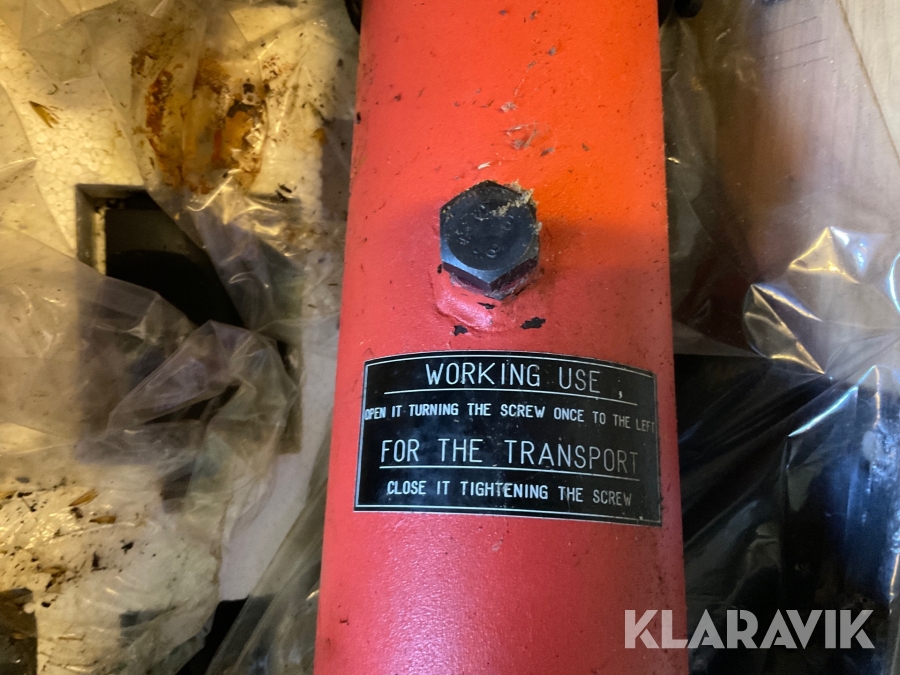 WORKING USE,
OPEN IT TURNING THE SCREW ONCE TO THE LEFT
FOR THE TRANSPORT
CLOSE IT TIGHTENING THE SCREW
KLARAVIK